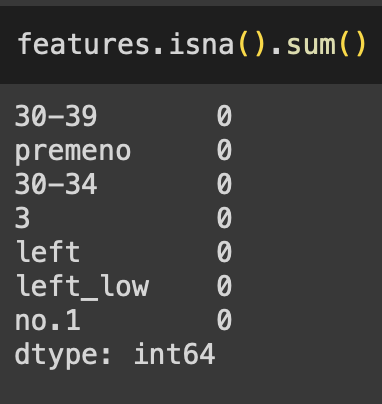 features.isna().sum()
30-39 0
premeno 0
30-34 0
3 0
left 0
left_low 0
no.1 0
dtype: int64